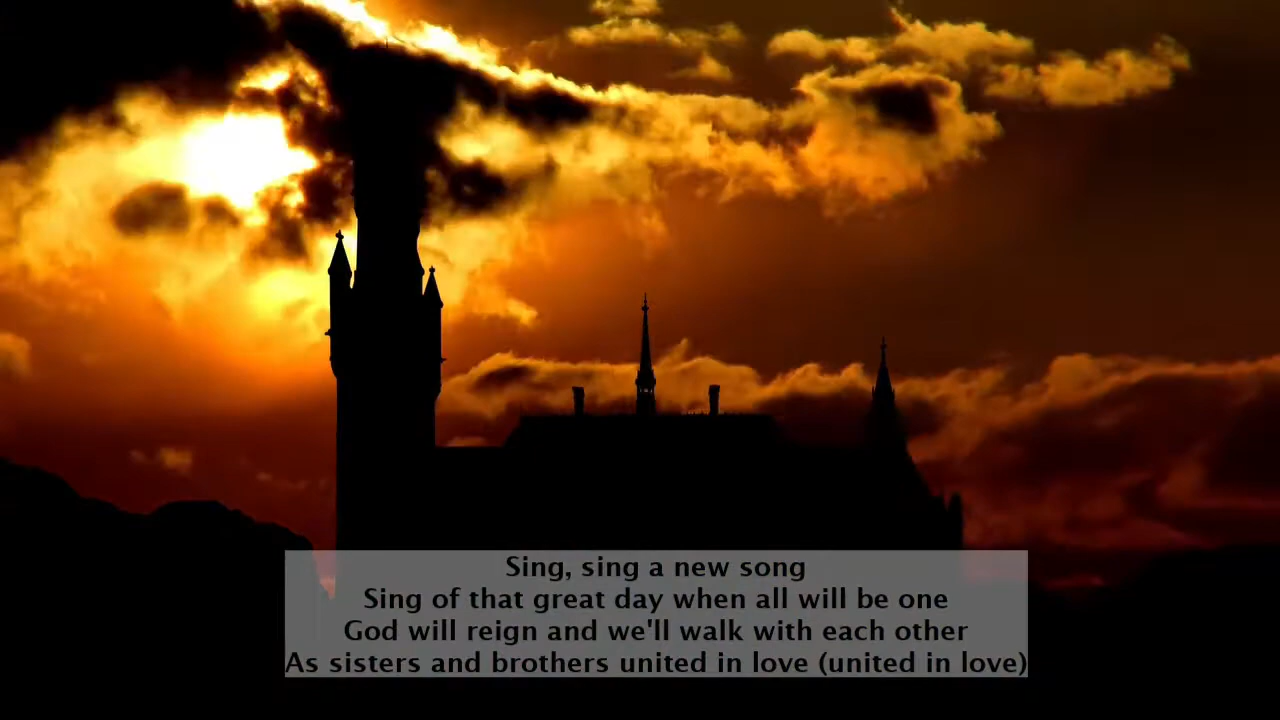 Sing, sing a new song
Sing of that great day when all will be one
God will reign and we'll walk with each other
As sisters and brothers united in love (united in love)